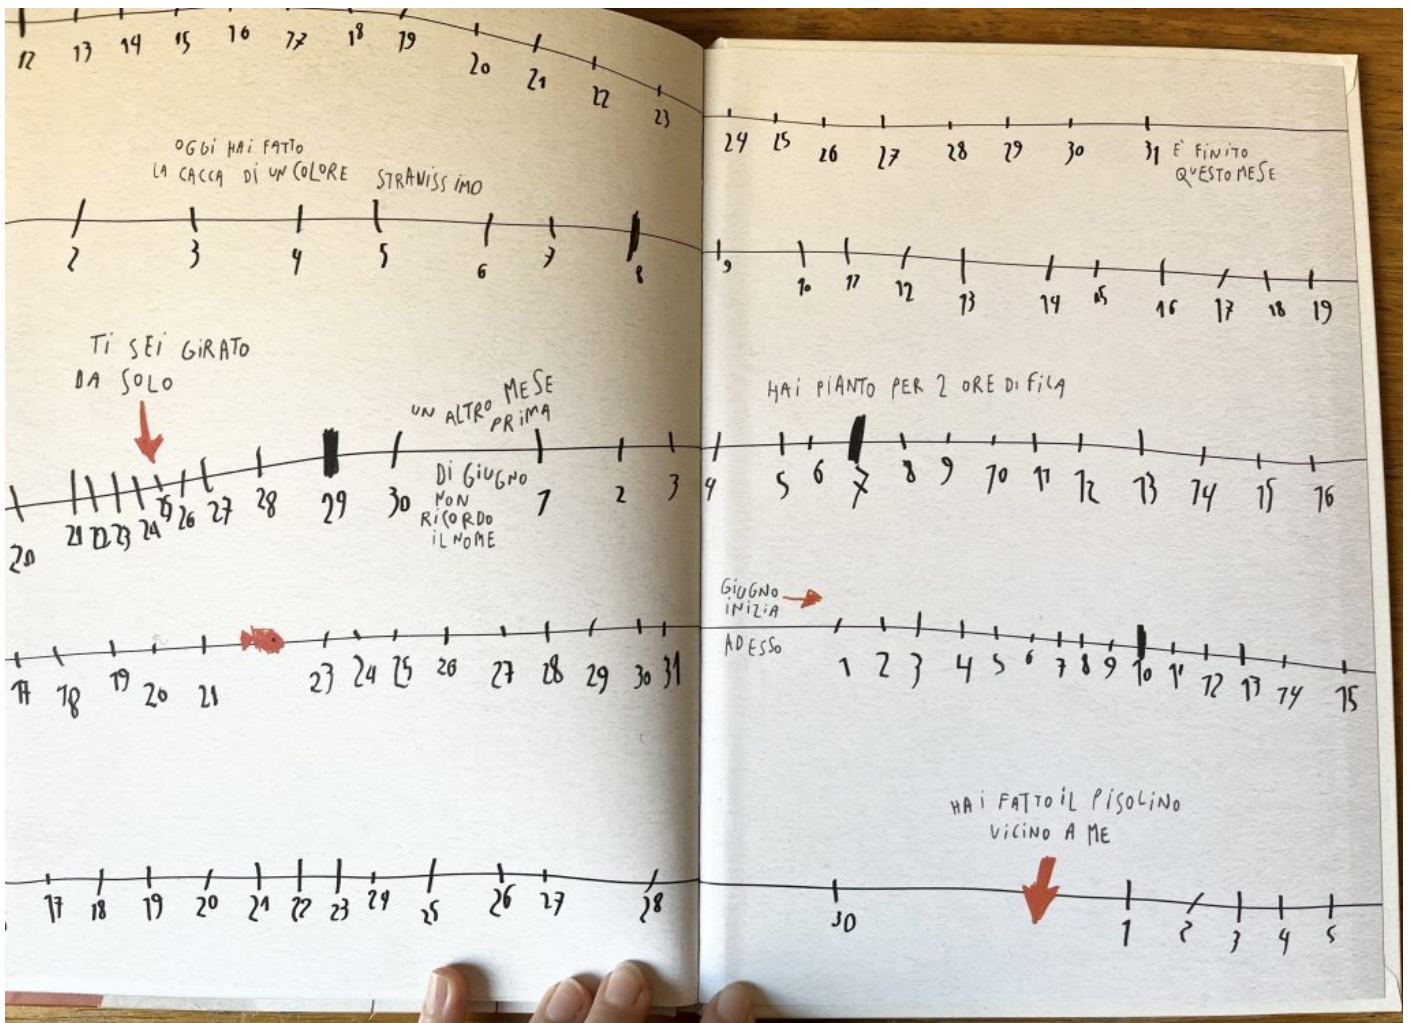 12 13 14 15 16 17 18 19 20 21 22 23 24 25 26 27 28 29 30 31 È FINITO
QUESTO MESE
OGGI HAI FATTO
LA CACCA DI UN COLORE STRANISSIMO
2 3 4 5 6 7 8 9 10 11 12 13 14 15 16 17 18 19
TI SEI GIRATO
DA SOLO
UN ALTRO MESE
PRIMA
DI GIUGNO
NON
RICORDO
IL NOME
HAI PIANTO PER 2 ORE DI FILA
20 21 22 23 24 25 26 27 28 29 30 1 2 3 4 5 6 7 8 9 10 11 12 13 14 15 16
GIUGNO
INIZIA
ADESSO
17 18 19 20 21 23 24 25 26 27 28 29 30 31 1 2 3 4 5 6 7 8 9 10 11 12 13 14 15
HAI FATTO IL PISOLINO
VICINO A ME
17 18 19 20 21 22 23 24 25 26 27 28 30 1 2 3 4 5